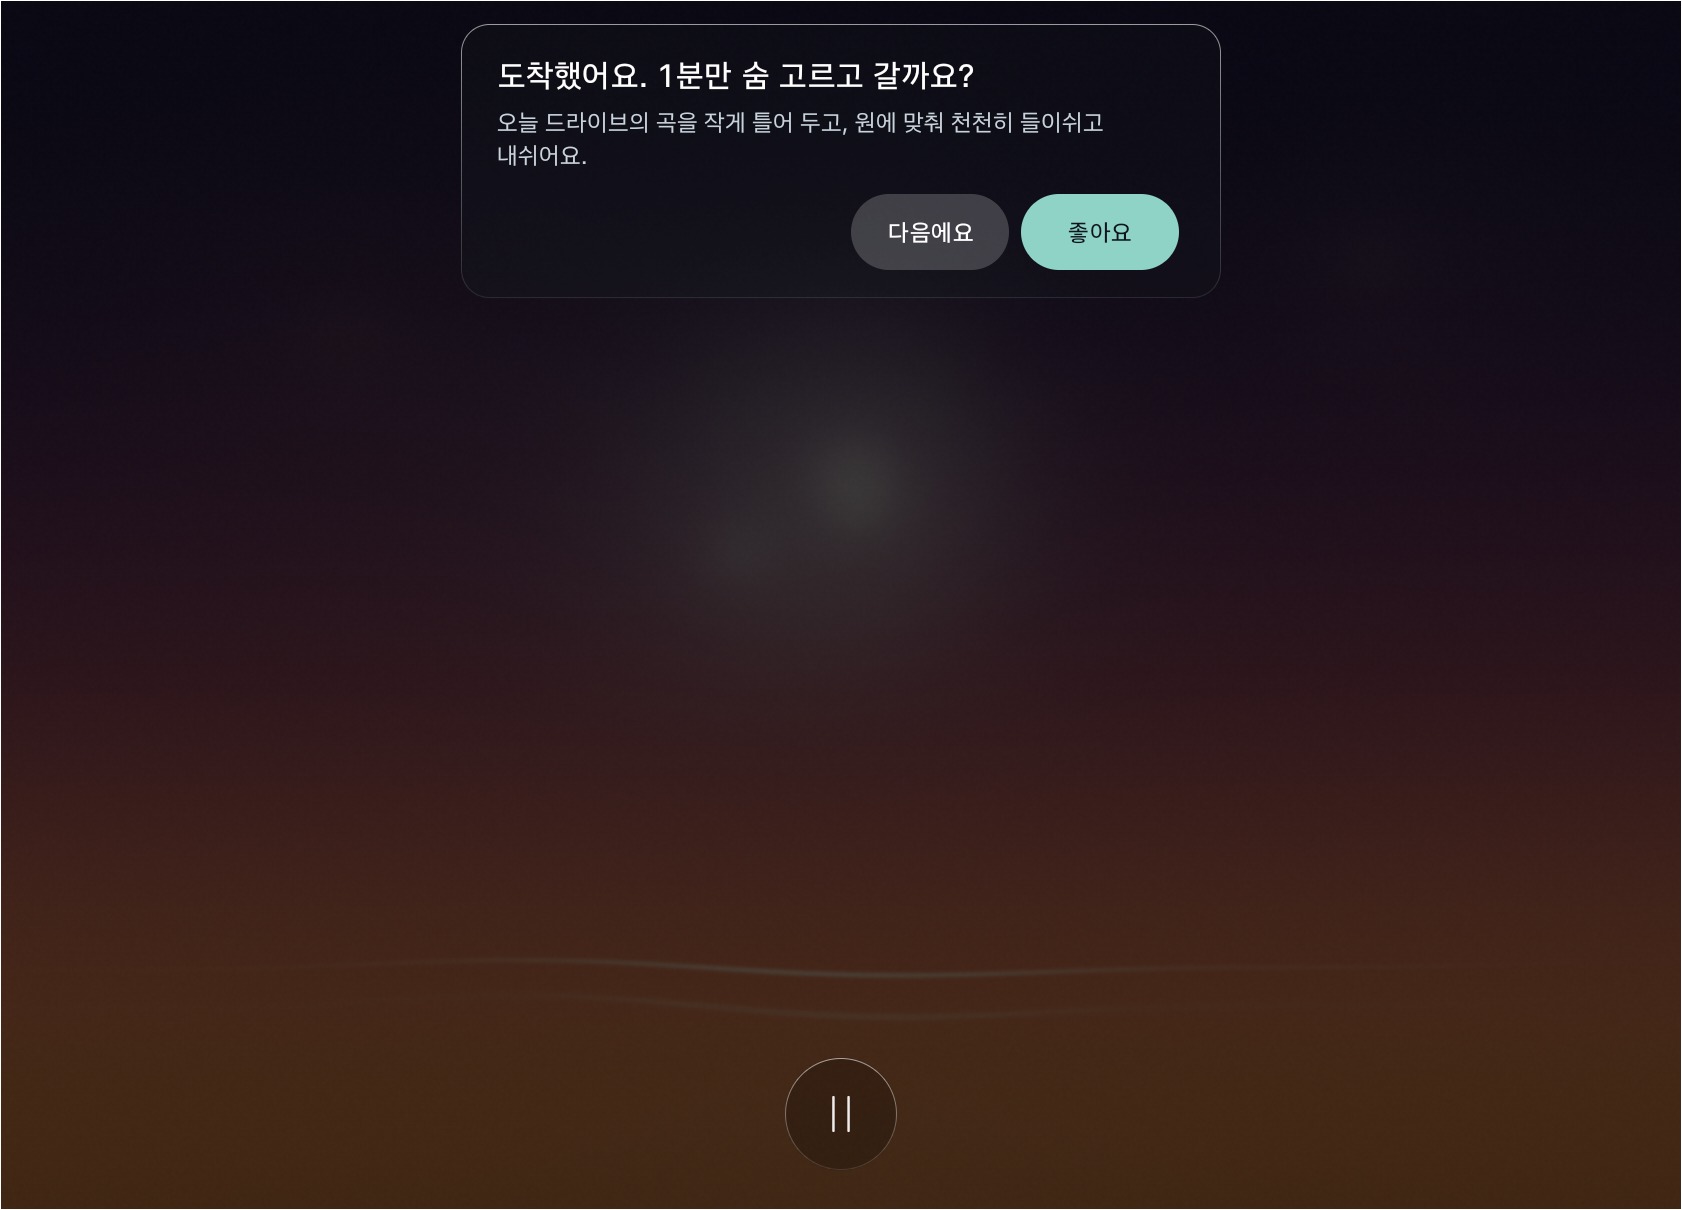 도착했어요. 1분만 숨 고르고 갈까요?
오늘 드라이브의 곡을 작게 틀어 두고, 원에 맞춰 천천히 들이쉬고
내쉬어요.
다음에요
좋아요